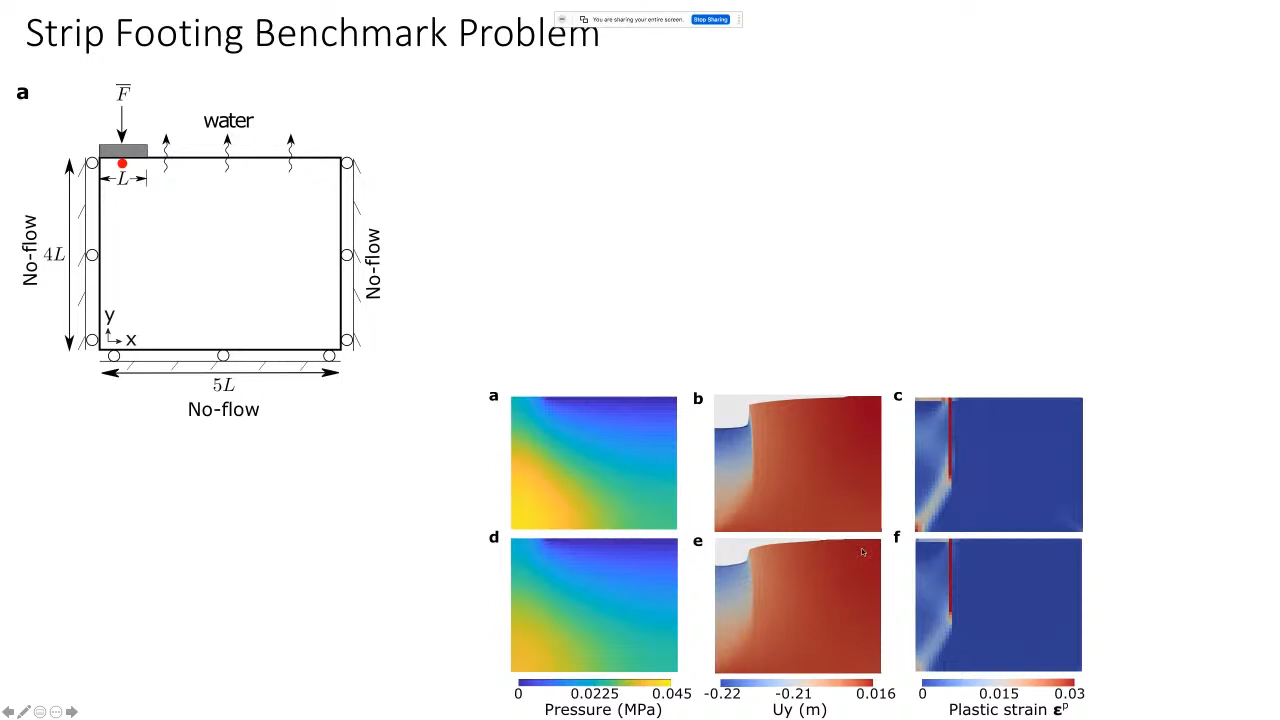 You are sharing your entire screen.
Stop Sharing
Strip Footing Benchmark Problem
a
F̅
water
L
No-flow
4L
No-flow
y
x
5L
No-flow
a
b
c
d
e
f
0
0.0225
0.045
Pressure (MPa)
-0.22
-0.21
0.016
Uy (m)
0
0.015
0.03
Plastic strain εᵖ